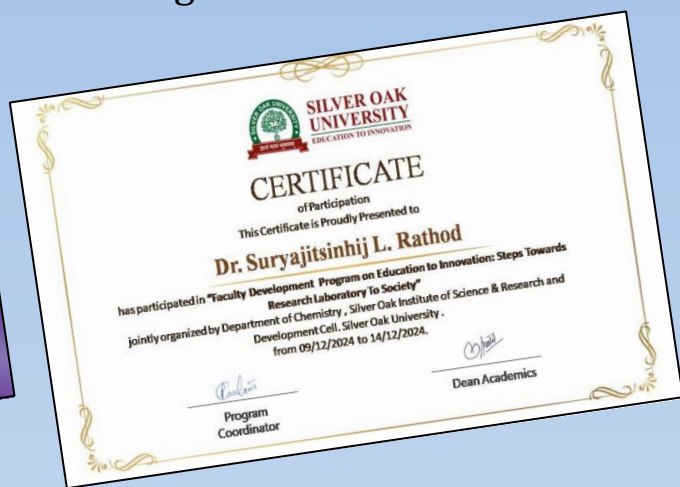 SILVER OAK UNIVERSITY
SILVER OAK
UNIVERSITY
EDUCATION TO INNOVATION
CERTIFICATE
of Participation
This Certificate is Proudly Presented to
Dr. Suryajitsinhij L. Rathod
has participated in "Faculty Development Program on Education to Innovation: Steps Towards
Research Laboratory To Society"
jointly organized by Department of Chemistry , Silver Oak Institute of Science & Research and
Development Cell. Silver Oak University .
from 09/12/2024 to 14/12/2024.
Program
Coordinator
Dean Academics